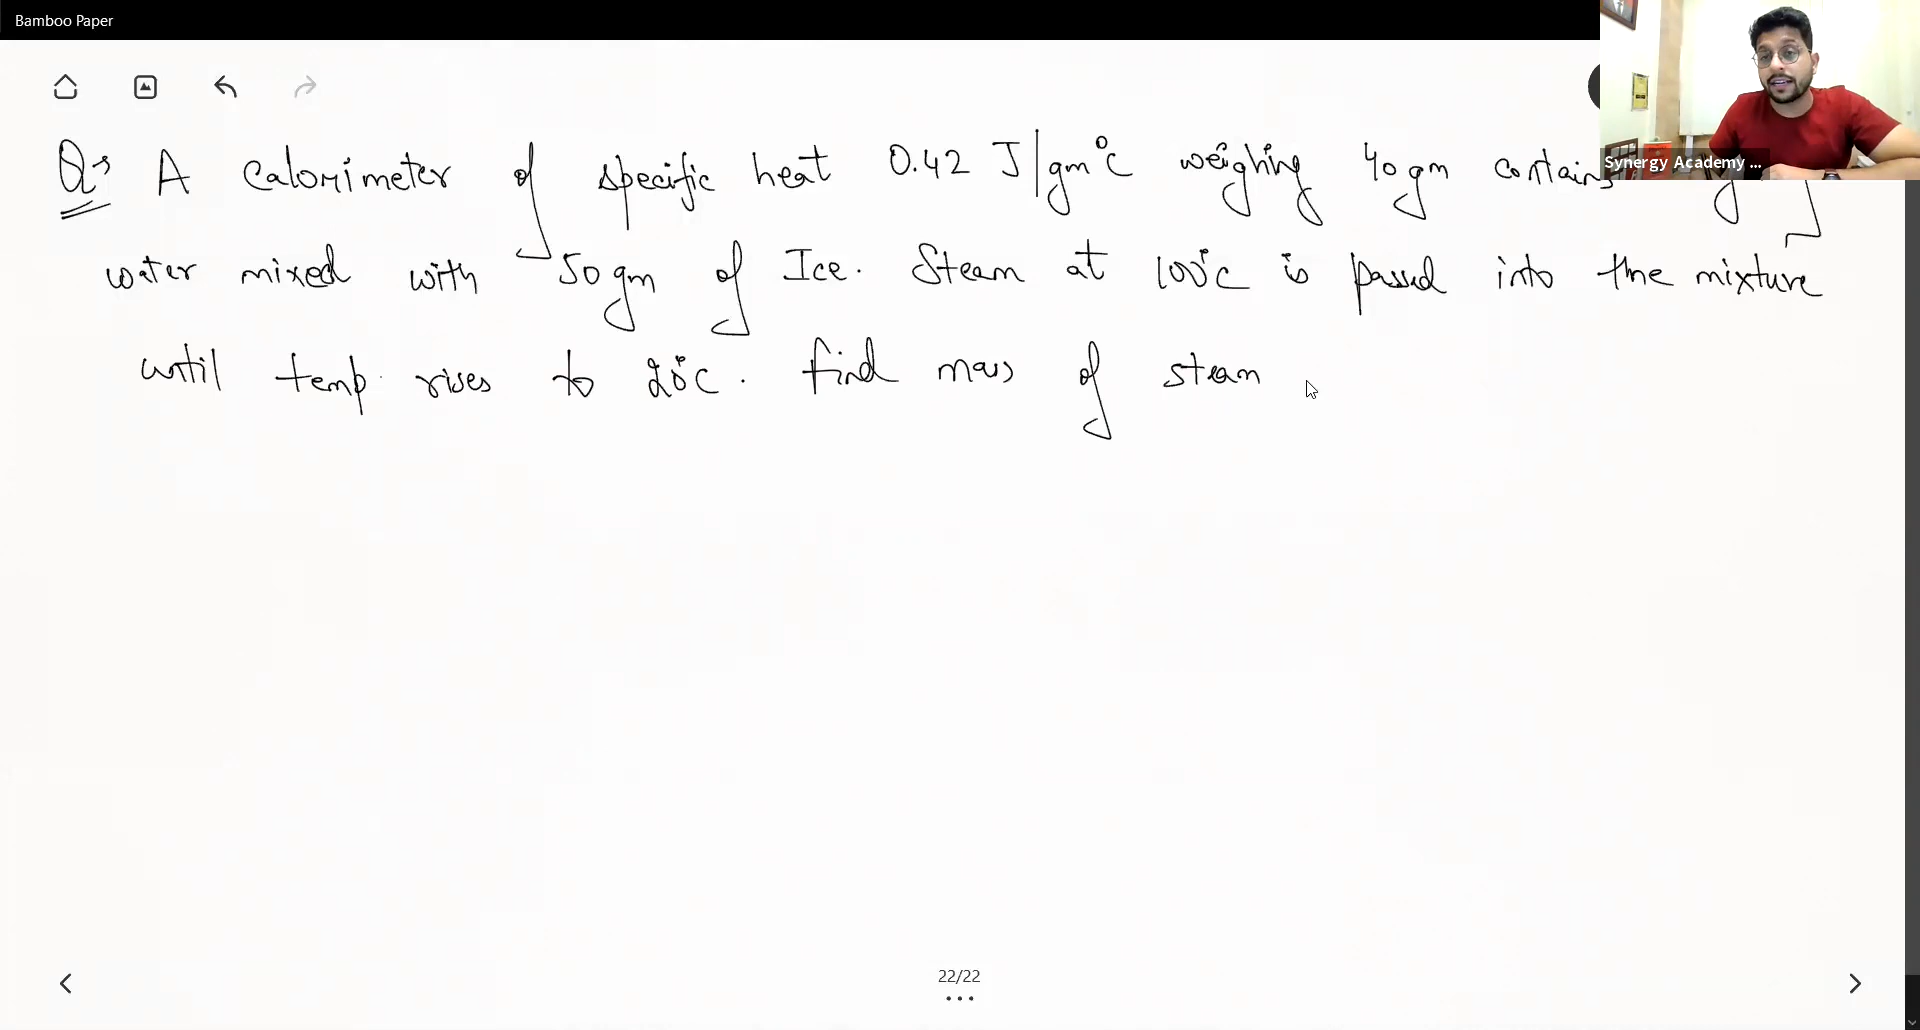 Bamboo Paper
Synergy Academy ...
Q→ A Calorimeter of specific heat 0.42 J/gm°C weighing 40gm contains
water mixed with 50gm of Ice. Steam at 100°C is passed into the mixture
until temp. rises to 20°C. find mass of steam
22/22